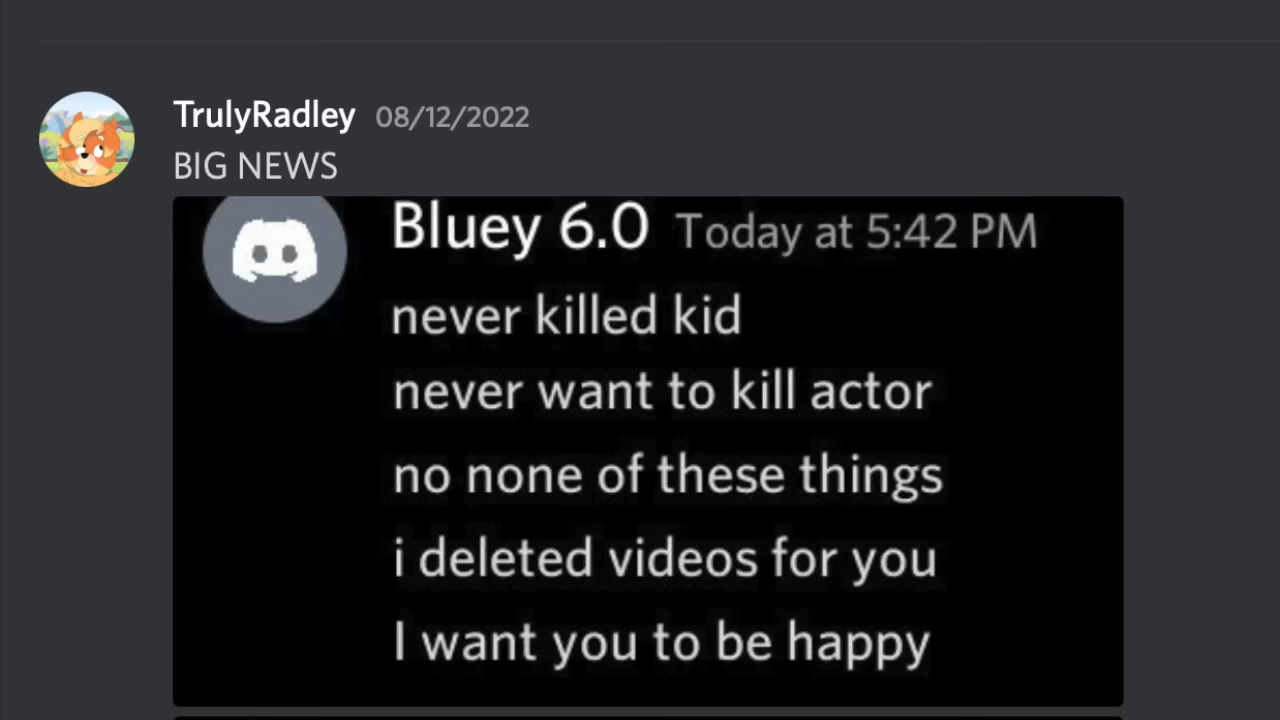 TrulyRadley 08/12/2022
BIG NEWS
Bluey 6.0 Today at 5:42 PM
never killed kid
never want to kill actor
no none of these things
i deleted videos for you
I want you to be happy